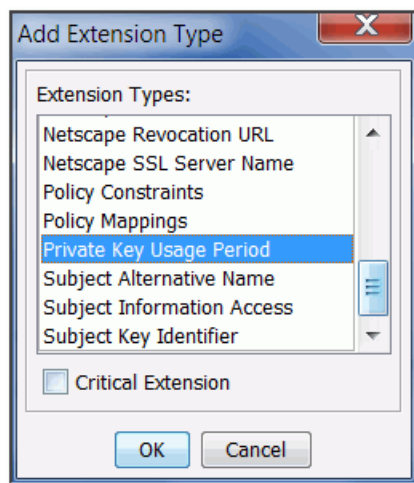 Add Extension Type
Extension Types:
Netscape Revocation URL
Netscape SSL Server Name
Policy Constraints
Policy Mappings
Private Key Usage Period
Subject Alternative Name
Subject Information Access
Subject Key Identifier
Critical Extension
OK Cancel